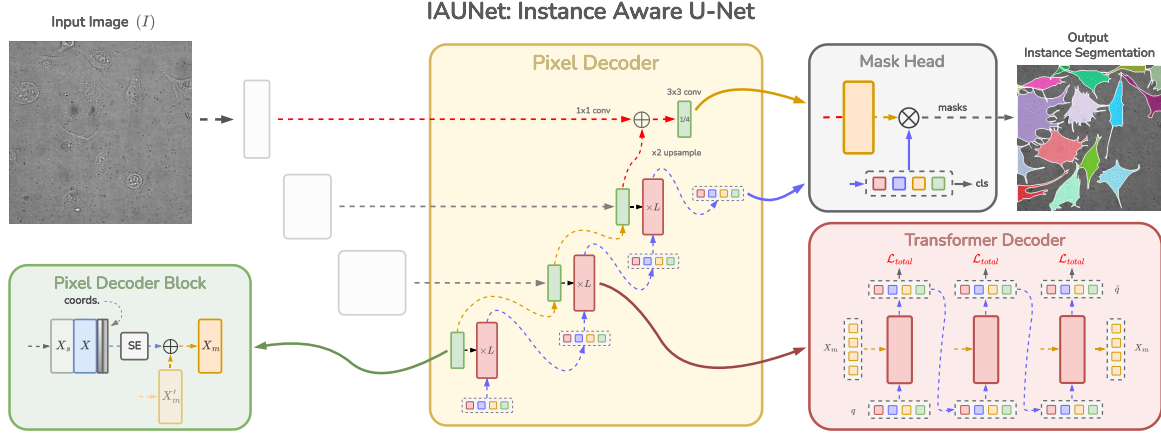 IAUNet: Instance Aware U-Net
Input Image (I)
Pixel Decoder
1x1 conv
3x3 conv
1/4
x2 upsample
×L
×L
×L
Mask Head
masks
cls
Output
Instance Segmentation
Pixel Decoder Block
coords.
X_s
X
SE
X_m
X'_m
Transformer Decoder
ℒ_total
ℒ_total
ℒ_total
q̂
X_m
X_m
q